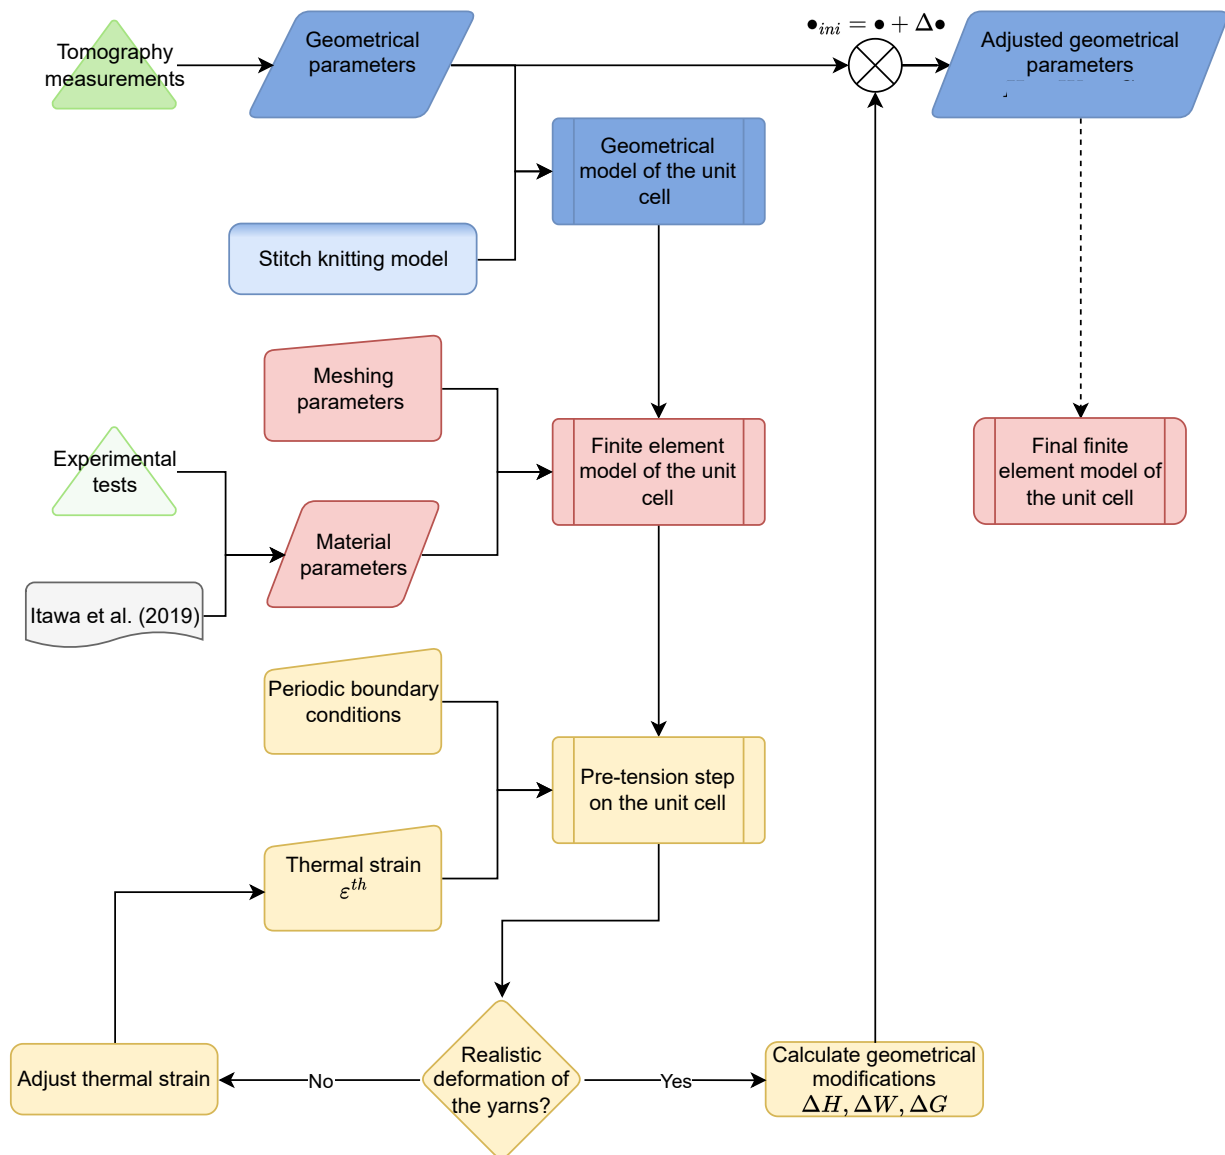 Tomography
measurements
Geometrical
parameters
•ini = • + Δ•
Adjusted geometrical
parameters
Geometrical
model of the unit
cell
Stitch knitting model
Meshing
parameters
Experimental
tests
Finite element
model of the unit
cell
Final finite
element model of
the unit cell
Material
parameters
Itawa et al. (2019)
Periodic boundary
conditions
Pre-tension step
on the unit cell
Thermal strain
εth
Adjust thermal strain
No
Realistic
deformation of
the yarns?
Yes
Calculate geometrical
modifications
ΔH, ΔW, ΔG